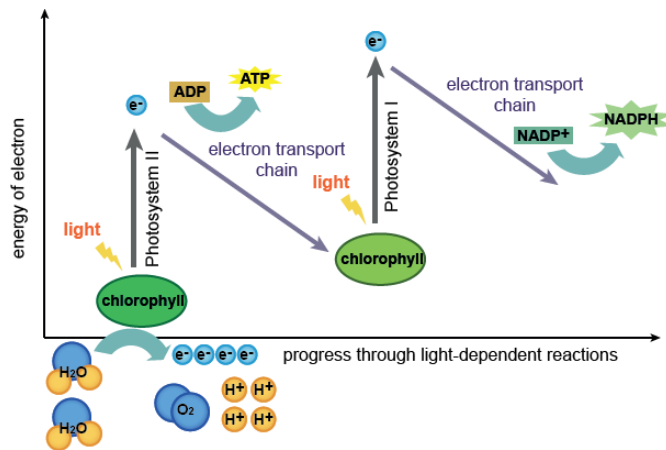 energy of electron
e-
ADP
ATP
Photosystem II
light
chlorophyll
electron transport
chain
e-
light
Photosystem I
chlorophyll
electron transport
chain
NADP+
NADPH
progress through light-dependent reactions
H₂O
H₂O
e- e- e- e-
O₂
H+ H+
H+ H+